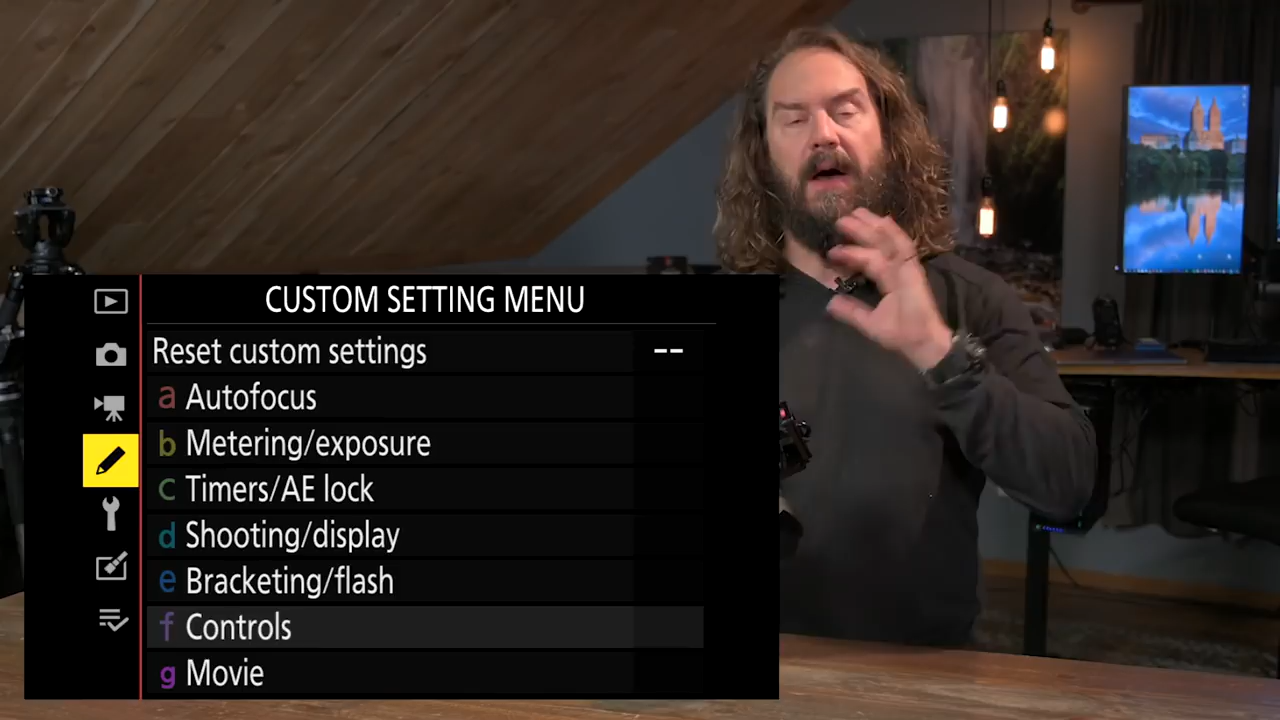 CUSTOM SETTING MENU
Reset custom settings --
a Autofocus
b Metering/exposure
c Timers/AE lock
d Shooting/display
e Bracketing/flash
f Controls
g Movie